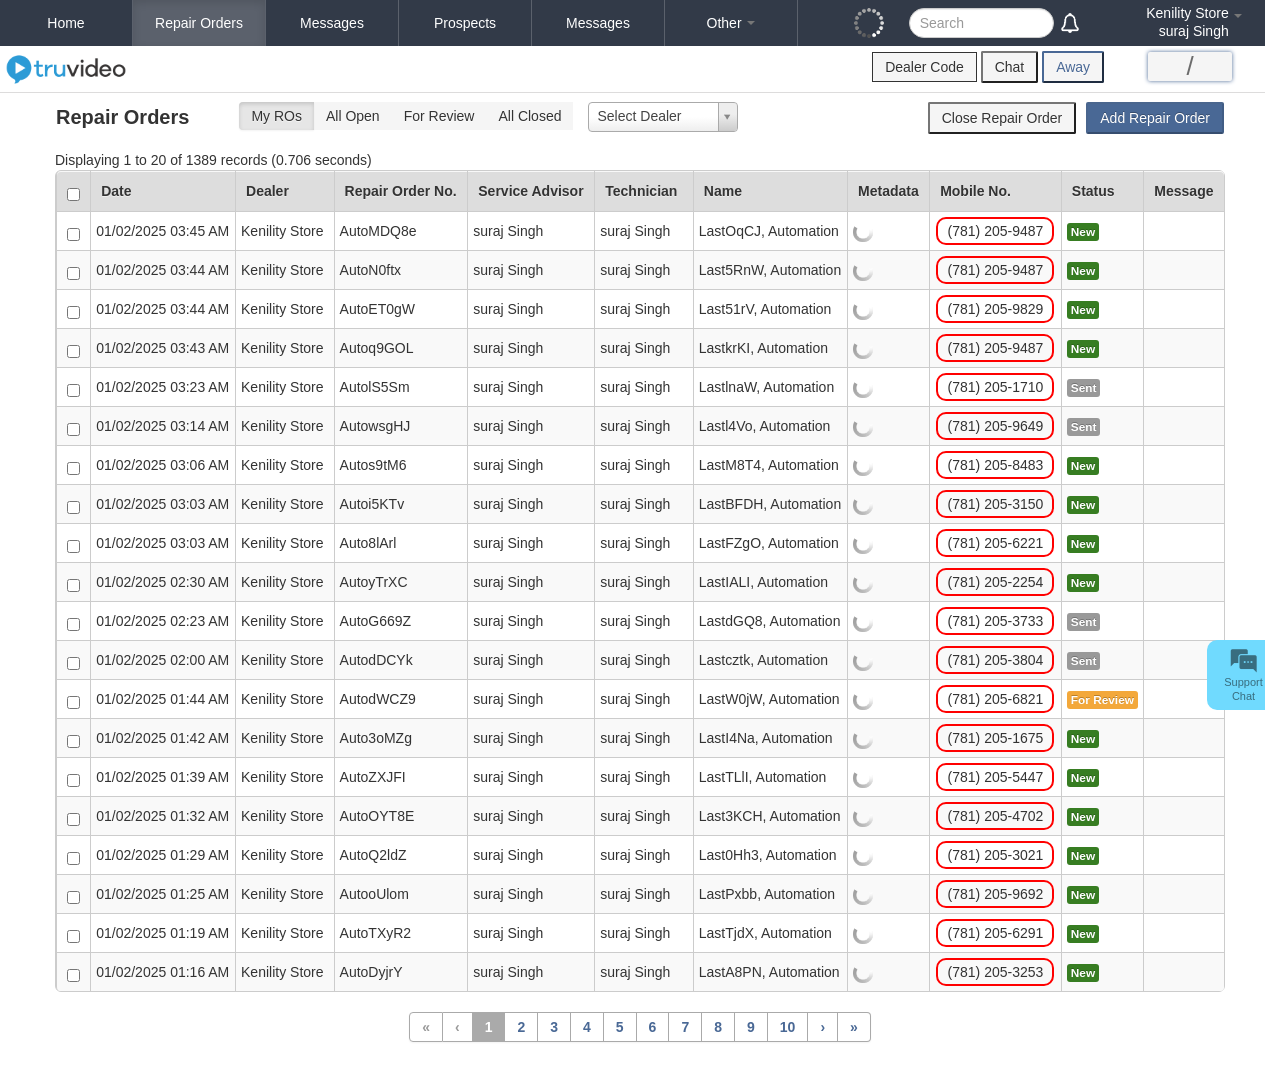 Home Repair Orders Messages Prospects Messages Other Search Kenility Store
suraj Singh
truvideo Dealer Code Chat Away /
Repair Orders My ROs All Open For Review All Closed Select Dealer Close Repair Order Add Repair Order
Displaying 1 to 20 of 1389 records (0.706 seconds)
Date Dealer Repair Order No. Service Advisor Technician Name Metadata Mobile No. Status Message
01/02/2025 03:45 AM Kenility Store AutoMDQ8e suraj Singh suraj Singh LastOqCJ, Automation (781) 205-9487 New
01/02/2025 03:44 AM Kenility Store AutoN0ftx suraj Singh suraj Singh Last5RnW, Automation (781) 205-9487 New
01/02/2025 03:44 AM Kenility Store AutoET0gW suraj Singh suraj Singh Last51rV, Automation (781) 205-9829 New
01/02/2025 03:43 AM Kenility Store Autoq9GOL suraj Singh suraj Singh LastkrKI, Automation (781) 205-9487 New
01/02/2025 03:23 AM Kenility Store AutolS5Sm suraj Singh suraj Singh LastlnaW, Automation (781) 205-1710 Sent
01/02/2025 03:14 AM Kenility Store AutowsgHJ suraj Singh suraj Singh Lastl4Vo, Automation (781) 205-9649 Sent
01/02/2025 03:06 AM Kenility Store Autos9tM6 suraj Singh suraj Singh LastM8T4, Automation (781) 205-8483 New
01/02/2025 03:03 AM Kenility Store Autoi5KTv suraj Singh suraj Singh LastBFDH, Automation (781) 205-3150 New
01/02/2025 03:03 AM Kenility Store Auto8lArl suraj Singh suraj Singh LastFZgO, Automation (781) 205-6221 New
01/02/2025 02:30 AM Kenility Store AutoyTrXC suraj Singh suraj Singh LastIALI, Automation (781) 205-2254 New
01/02/2025 02:23 AM Kenility Store AutoG669Z suraj Singh suraj Singh LastdGQ8, Automation (781) 205-3733 Sent
01/02/2025 02:00 AM Kenility Store AutodDCYk suraj Singh suraj Singh Lastcztk, Automation (781) 205-3804 Sent
01/02/2025 01:44 AM Kenility Store AutodWCZ9 suraj Singh suraj Singh LastW0jW, Automation (781) 205-6821 For Review
01/02/2025 01:42 AM Kenility Store Auto3oMZg suraj Singh suraj Singh LastI4Na, Automation (781) 205-1675 New
01/02/2025 01:39 AM Kenility Store AutoZXJFI suraj Singh suraj Singh LastTLlI, Automation (781) 205-5447 New
01/02/2025 01:32 AM Kenility Store AutoOYT8E suraj Singh suraj Singh Last3KCH, Automation (781) 205-4702 New
01/02/2025 01:29 AM Kenility Store AutoQ2ldZ suraj Singh suraj Singh Last0Hh3, Automation (781) 205-3021 New
01/02/2025 01:25 AM Kenility Store AutooUlom suraj Singh suraj Singh LastPxbb, Automation (781) 205-9692 New
01/02/2025 01:19 AM Kenility Store AutoTXyR2 suraj Singh suraj Singh LastTjdX, Automation (781) 205-6291 New
01/02/2025 01:16 AM Kenility Store AutoDyjrY suraj Singh suraj Singh LastA8PN, Automation (781) 205-3253 New
Support
Chat
« ‹ 1 2 3 4 5 6 7 8 9 10 › »